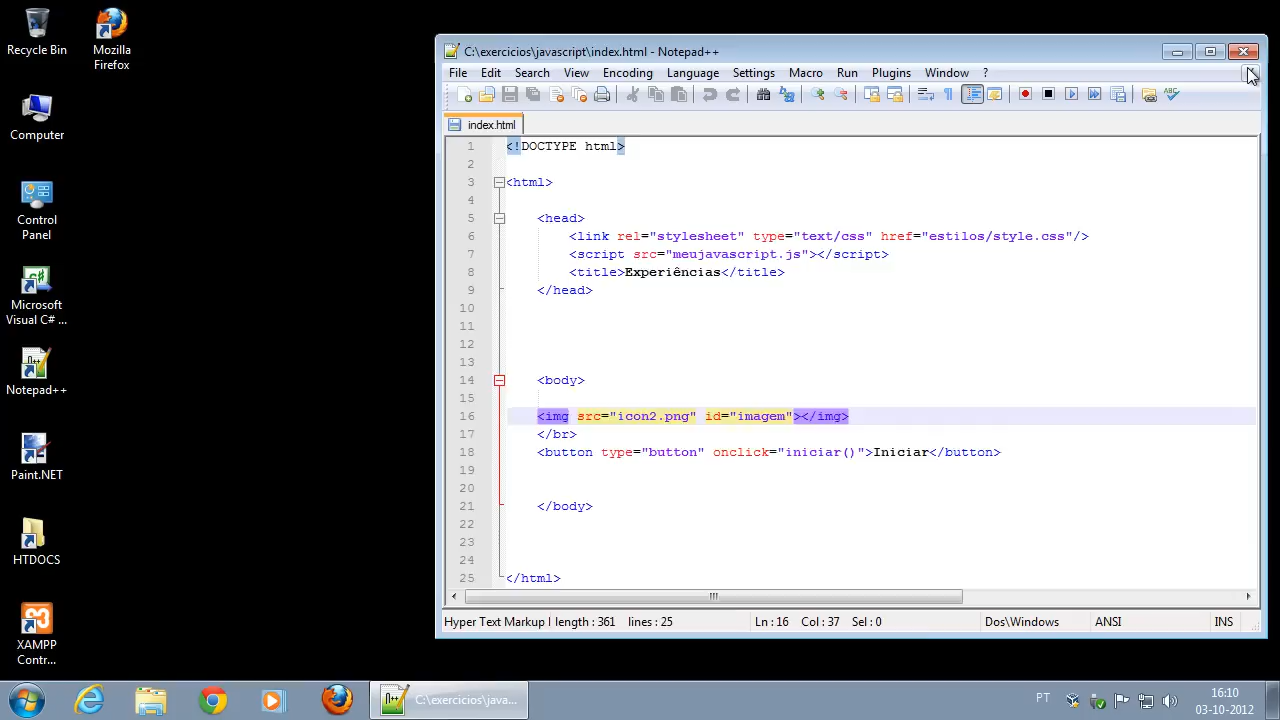 Recycle Bin
Mozilla
Firefox
Computer
Control
Panel
Microsoft
Visual C# ...
Notepad++
Paint.NET
HTDOCS
XAMPP
Contr...
C:\exercicios\javascript\index.html - Notepad++
File Edit Search View Encoding Language Settings Macro Run Plugins Window ?
index.html
1 <!DOCTYPE html>
2
3 <html>
4
5 <head>
6 <link rel="stylesheet" type="text/css" href="estilos/style.css"/>
7 <script src="meujavascript.js"></script>
8 <title>Experiências</title>
9 </head>
10
11
12
13
14 <body>
15
16 <img src="icon2.png" id="imagem"></img>
17 </br>
18 <button type="button" onclick="iniciar()">Iniciar</button>
19
20
21 </body>
22
23
24
25 </html>
Hyper Text Markup l length : 361 lines : 25 Ln : 16 Col : 37 Sel : 0 Dos\Windows ANSI INS
C:\exercicios\java...
PT
16:10
03-10-2012